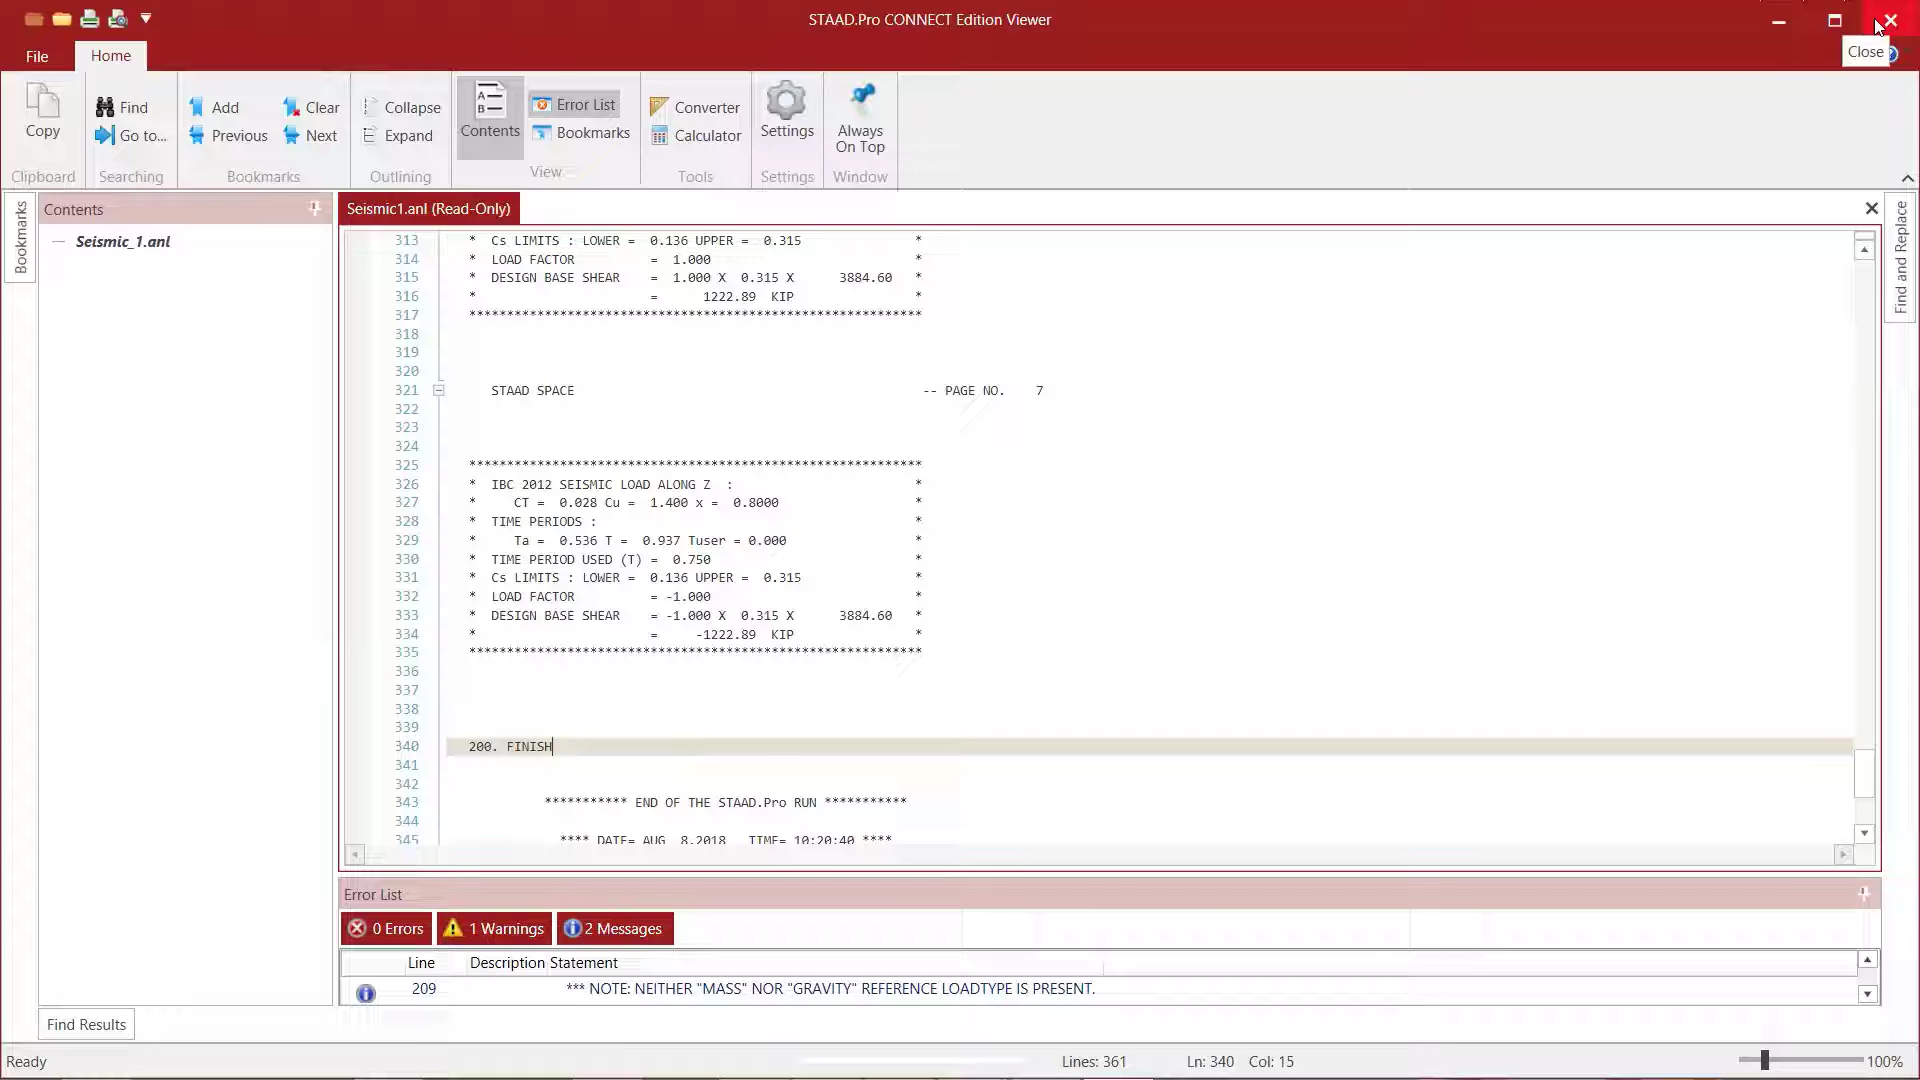 STAAD.Pro CONNECT Edition Viewer
Close
File
Home
Copy
Find
Go to...
Add
Previous
Clear
Next
Collapse
Expand
Contents
Error List
Bookmarks
Converter
Calculator
Settings
Always
On Top
Clipboard
Searching
Bookmarks
Outlining
View
Tools
Settings
Window
Bookmarks
Contents
Seismic_1.anl
Seismic1.anl (Read-Only)
Find and Replace
313 * Cs LIMITS : LOWER = 0.136 UPPER = 0.315 *
314 * LOAD FACTOR = 1.000 *
315 * DESIGN BASE SHEAR = 1.000 X 0.315 X 3884.60 *
316 * = 1222.89 KIP *
317 ************************************************************
318
319
320
321 STAAD SPACE -- PAGE NO. 7
322
323
324
325 ************************************************************
326 * IBC 2012 SEISMIC LOAD ALONG Z : *
327 * CT = 0.028 Cu = 1.400 x = 0.8000 *
328 * TIME PERIODS : *
329 * Ta = 0.536 T = 0.937 Tuser = 0.000 *
330 * TIME PERIOD USED (T) = 0.750 *
331 * Cs LIMITS : LOWER = 0.136 UPPER = 0.315 *
332 * LOAD FACTOR = -1.000 *
333 * DESIGN BASE SHEAR = -1.000 X 0.315 X 3884.60 *
334 * = -1222.89 KIP *
335 ************************************************************
336
337
338
339
340 200. FINISH
341
342
343 *********** END OF THE STAAD.Pro RUN ***********
344
345 **** DATE= AUG 8,2018 TIME= 10:20:40 ****
Error List
0 Errors
1 Warnings
2 Messages
Line Description Statement
209 *** NOTE: NEITHER "MASS" NOR "GRAVITY" REFERENCE LOADTYPE IS PRESENT.
Find Results
Ready
Lines: 361 Ln: 340 Col: 15
100%